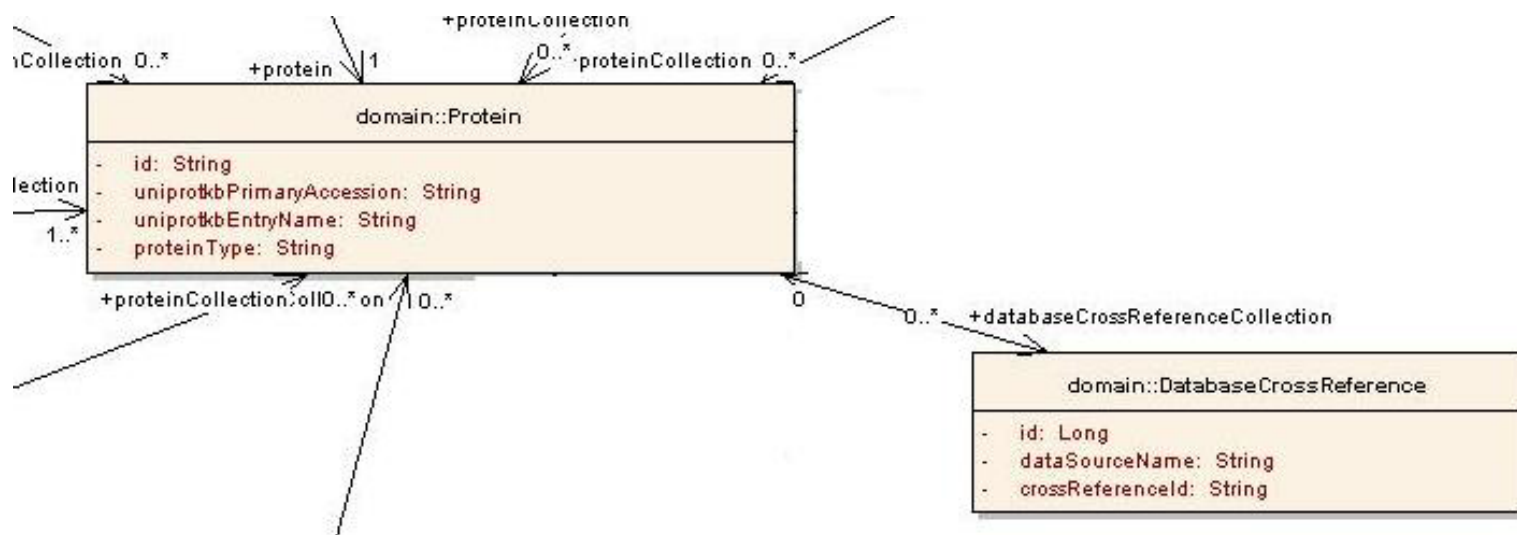 +proteinCollection
nCollection 0..*
+protein
1
0..*
proteinCollection 0..*
domain::Protein
- id: String
- uniprotkbPrimaryAccession: String
- uniprotkbEntryName: String
- proteinType: String
lection
1..*
+proteinCollection
0..*
on
0..*
0
0..*
+databaseCrossReferenceCollection
domain::DatabaseCrossReference
- id: Long
- dataSourceName: String
- crossReferenceId: String